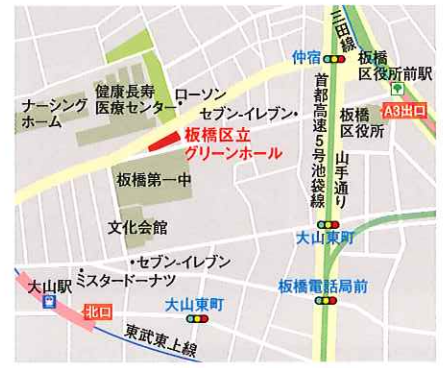 三田線
仲宿
板橋
区役所前駅
健康長寿
医療センター
ローソン
ナーシング
ホーム
セブン-イレブン
首都高速5号池袋線
板橋
区役所
A3出口
板橋区立
グリーンホール
板橋第一中
山手通り
文化会館
大山東町
セブン-イレブン
ミスタードーナツ
大山駅
北口
大山東町
板橋電話局前
東武東上線